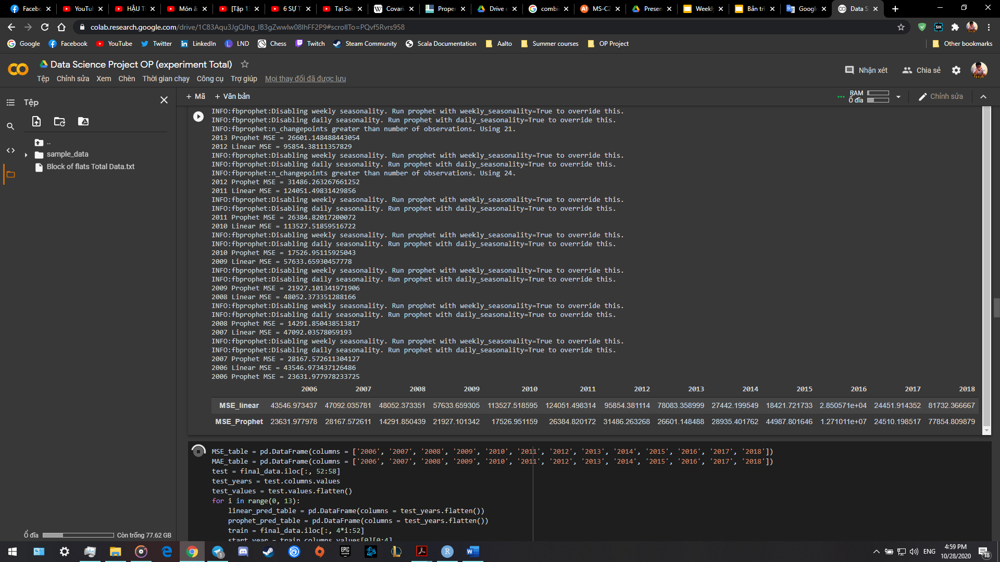 Facebo
YouTu
HẬU T
Món ă
[Tập 1
6 SỰ T
Tại Sa
Covari
Proper
Drive c
combi
MS-C2
Presen
Weekl
Bản tr
Google
Data S
colab.research.google.com/drive/1C83Aqu3JgQJhg_IB3gZwwlw08IhFF2P9#scrollTo=PQvf5Rvrs958
Google Facebook YouTube Twitter LinkedIn LND Chess Twitch Steam Community Scala Documentation Aalto Summer courses OP Project Other bookmarks
Data Science Project OP (experiment Total)
Nhận xét Chia sẻ
Tệp Chỉnh sửa Xem Chèn Thời gian chạy Công cụ Trợ giúp Mọi thay đổi đã được lưu
Tệp
+ Mã + Văn bản
RAM
Ổ đĩa
Chỉnh sửa
..
sample_data
Block of flats Total Data.txt
INFO:fbprophet:Disabling weekly seasonality. Run prophet with weekly_seasonality=True to override this.
INFO:fbprophet:Disabling daily seasonality. Run prophet with daily_seasonality=True to override this.
INFO:fbprophet:n_changepoints greater than number of observations. Using 21.
2013 Prophet MSE = 26601.148488443054
2012 Linear MSE = 95854.38111357829
INFO:fbprophet:Disabling weekly seasonality. Run prophet with weekly_seasonality=True to override this.
INFO:fbprophet:Disabling daily seasonality. Run prophet with daily_seasonality=True to override this.
INFO:fbprophet:n_changepoints greater than number of observations. Using 24.
2012 Prophet MSE = 31486.263267661252
2011 Linear MSE = 124051.49831429856
INFO:fbprophet:Disabling weekly seasonality. Run prophet with weekly_seasonality=True to override this.
INFO:fbprophet:Disabling daily seasonality. Run prophet with daily_seasonality=True to override this.
2011 Prophet MSE = 26384.82017200072
2010 Linear MSE = 113527.51859516722
INFO:fbprophet:Disabling weekly seasonality. Run prophet with weekly_seasonality=True to override this.
INFO:fbprophet:Disabling daily seasonality. Run prophet with daily_seasonality=True to override this.
2010 Prophet MSE = 17526.95115925043
2009 Linear MSE = 57633.65930457778
INFO:fbprophet:Disabling weekly seasonality. Run prophet with weekly_seasonality=True to override this.
INFO:fbprophet:Disabling daily seasonality. Run prophet with daily_seasonality=True to override this.
2009 Prophet MSE = 21927.101341971906
2008 Linear MSE = 48052.373351288166
INFO:fbprophet:Disabling weekly seasonality. Run prophet with weekly_seasonality=True to override this.
INFO:fbprophet:Disabling daily seasonality. Run prophet with daily_seasonality=True to override this.
2008 Prophet MSE = 14291.850438513817
2007 Linear MSE = 47092.03578059193
INFO:fbprophet:Disabling weekly seasonality. Run prophet with weekly_seasonality=True to override this.
INFO:fbprophet:Disabling daily seasonality. Run prophet with daily_seasonality=True to override this.
2007 Prophet MSE = 28167.572611304127
2006 Linear MSE = 43546.973437126486
2006 Prophet MSE = 23631.977978233725
2006 2007 2008 2009 2010 2011 2012 2013 2014 2015 2016 2017 2018
MSE_linear 43546.973437 47092.035781 48052.373351 57633.659305 113527.518595 124051.498314 95854.381114 78083.358999 27442.199549 18421.721733 2.850571e+04 24451.914352 81732.366667
MSE_Prophet 23631.977978 28167.572611 14291.850439 21927.101342 17526.951159 26384.820172 31486.263268 26601.148488 28935.401762 44987.801646 1.271011e+07 24510.198517 77854.809879
MSE_table = pd.DataFrame(columns = ['2006', '2007', '2008', '2009', '2010', '2011', '2012', '2013', '2014', '2015', '2016', '2017', '2018'])
MAE_table = pd.DataFrame(columns = ['2006', '2007', '2008', '2009', '2010', '2011', '2012', '2013', '2014', '2015', '2016', '2017', '2018'])
test = final_data.iloc[:, 52:58]
test_years = test.columns.values
test_values = test.values.flatten()
for i in range(0, 13):
linear_pred_table = pd.DataFrame(columns = test_years.flatten())
prophet_pred_table = pd.DataFrame(columns = test_years.flatten())
train = final_data.iloc[:, 4*i:52]
start_year = train.columns.values[0][0:4]
Ổ đĩa Còn trống 77.62 GB
1
EPIC
R
ENG
4:59 PM
10/28/2020
18